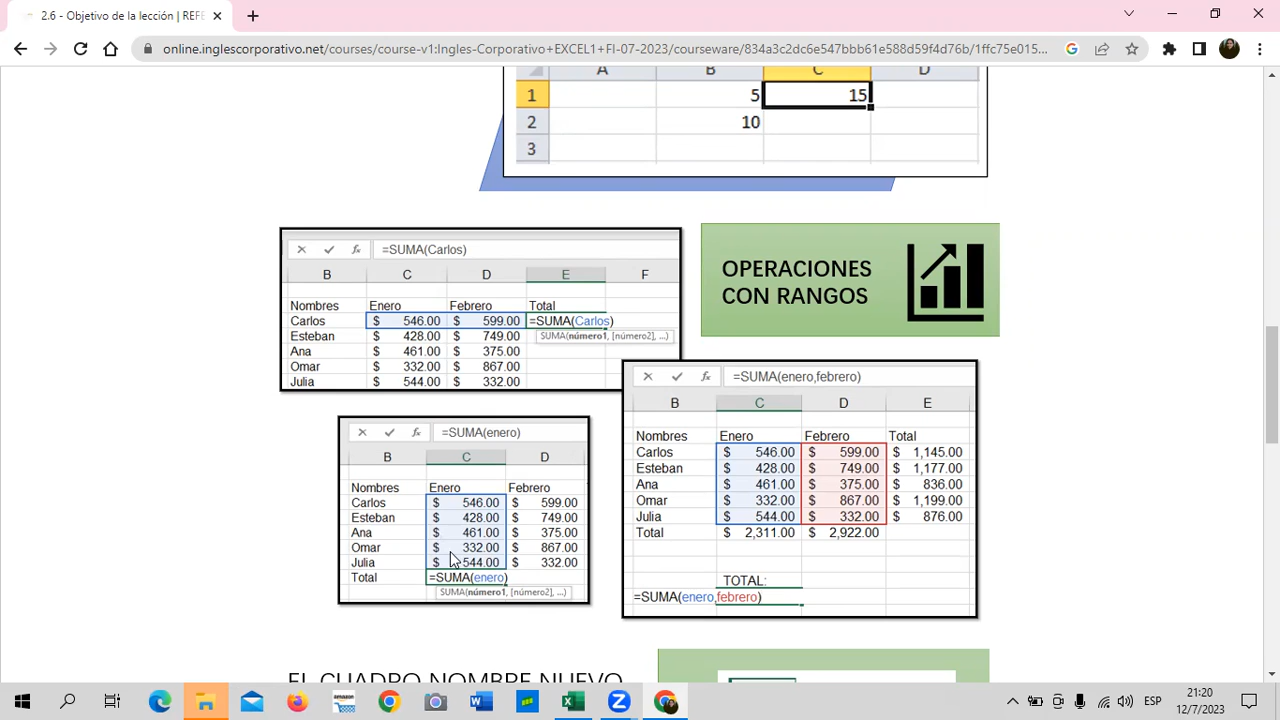 2.6 - Objetivo de la lección | REFE
online.inglescorporativo.net/courses/course-v1:Ingles-Corporativo+EXCEL1+FI-07-2023/courseware/834a3c2dc5e547bbb61e588d59f4d76b/1ffc75e015...
A B C D
1 5 15
2 10
3
=SUMA(Carlos)
B C D E F
Nombres Enero Febrero Total
Carlos $ 546.00 $ 599.00 =SUMA(Carlos)
Esteban $ 428.00 $ 749.00 SUMA(número1, [número2], ...)
Ana $ 461.00 $ 375.00
Omar $ 332.00 $ 867.00
Julia $ 544.00 $ 332.00
OPERACIONES
CON RANGOS
=SUMA(enero)
B C D
Nombres Enero Febrero
Carlos $ 546.00 $ 599.00
Esteban $ 428.00 $ 749.00
Ana $ 461.00 $ 375.00
Omar $ 332.00 $ 867.00
Julia $ 544.00 $ 332.00
Total =SUMA(enero)
SUMA(número1, [número2], ...)
=SUMA(enero,febrero)
B C D E
Nombres Enero Febrero Total
Carlos $ 546.00 $ 599.00 $ 1,145.00
Esteban $ 428.00 $ 749.00 $ 1,177.00
Ana $ 461.00 $ 375.00 $ 836.00
Omar $ 332.00 $ 867.00 $ 1,199.00
Julia $ 544.00 $ 332.00 $ 876.00
Total $ 2,311.00 $ 2,922.00
TOTAL:
=SUMA(enero,febrero)
EL CUADRO NOMBRE NUEVO
ESP
21:20
12/7/2023